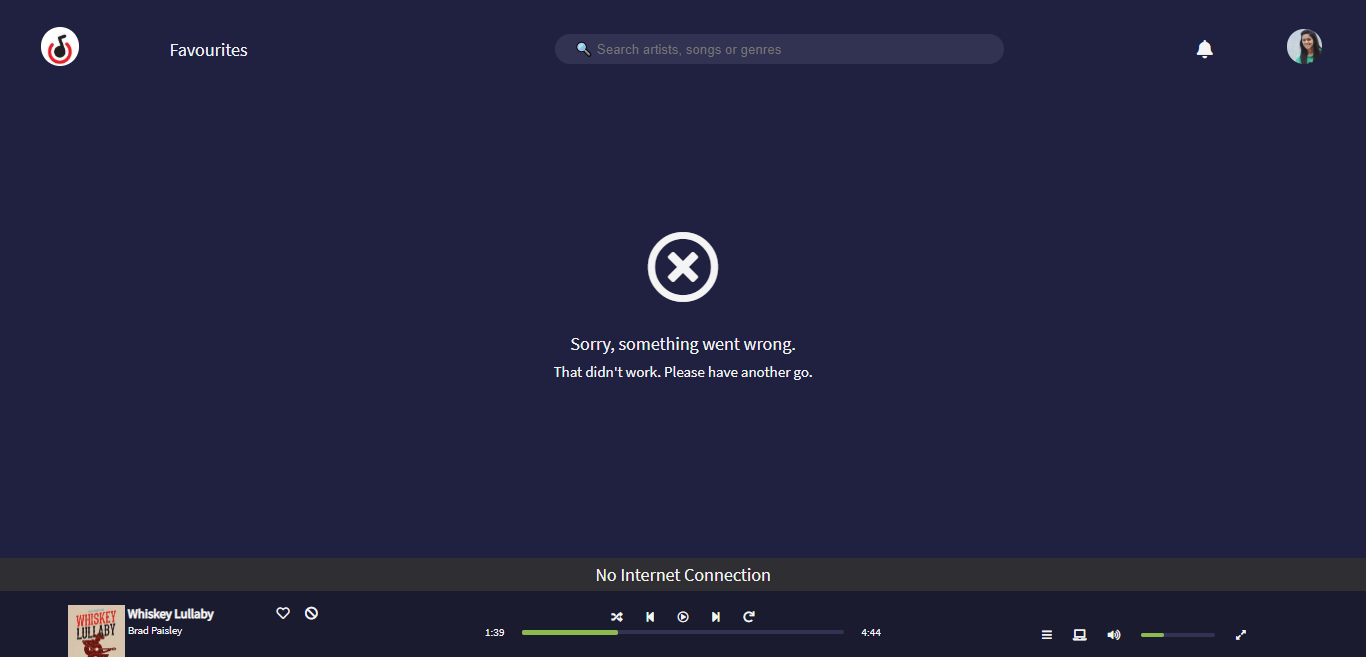 Favourites
Search artists, songs or genres
Sorry, something went wrong.
That didn't work. Please have another go.
No Internet Connection
WHISKEY
LULLABY
Whiskey Lullaby
Brad Paisley
1:39
4:44